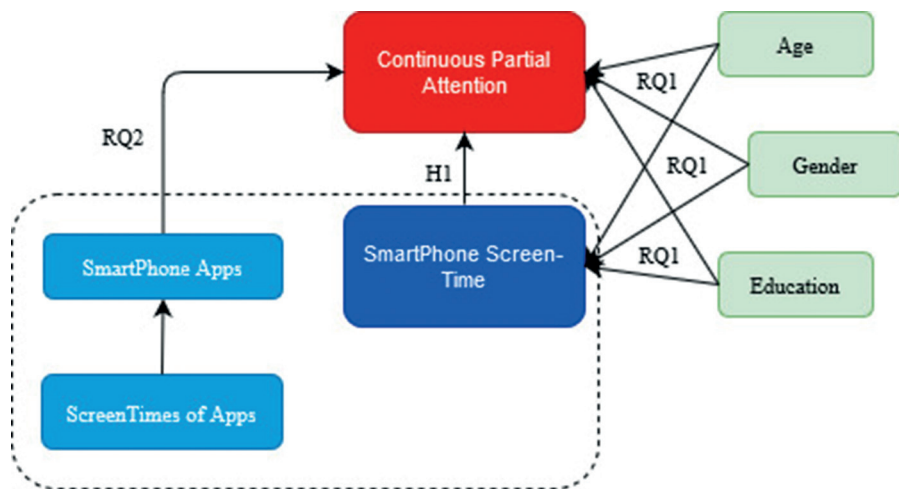 Continuous Partial
Attention
Age
RQ1
RQ2
H1
RQ1
Gender
SmartPhone Apps
SmartPhone Screen-
Time
RQ1
Education
ScreenTimes of Apps